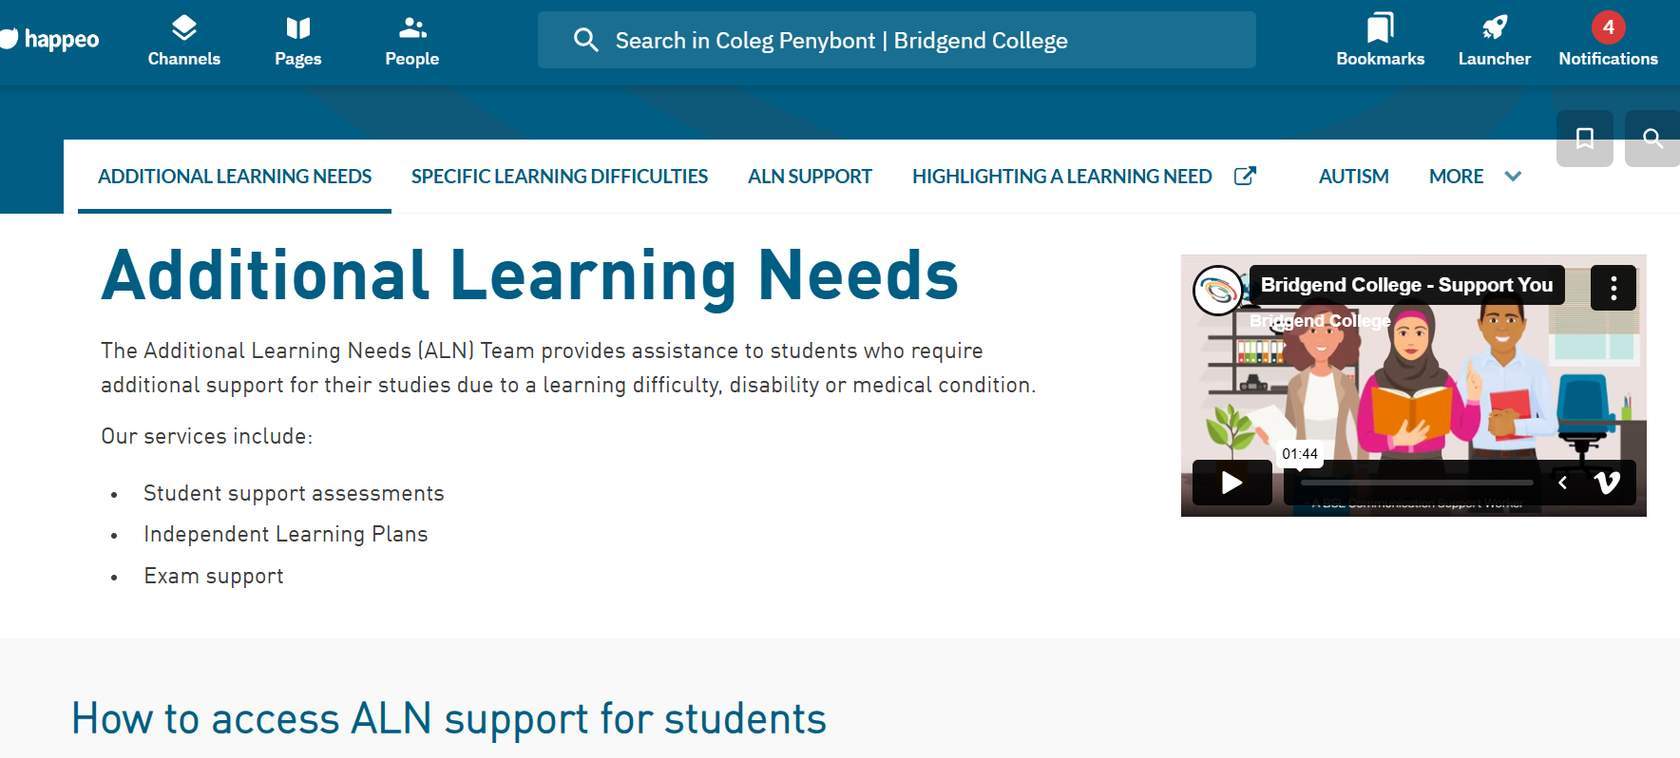 happeo
Channels
Pages
People
Search in Coleg Penybont | Bridgend College
Bookmarks
Launcher
4
Notifications
ADDITIONAL LEARNING NEEDS
SPECIFIC LEARNING DIFFICULTIES
ALN SUPPORT
HIGHLIGHTING A LEARNING NEED
AUTISM
MORE
Additional Learning Needs
The Additional Learning Needs (ALN) Team provides assistance to students who require
additional support for their studies due to a learning difficulty, disability or medical condition.
Our services include:
• Student support assessments
• Independent Learning Plans
• Exam support
Bridgend College - Support You
Bridgend College
01:44
A BSL Communication Support Worker
How to access ALN support for students